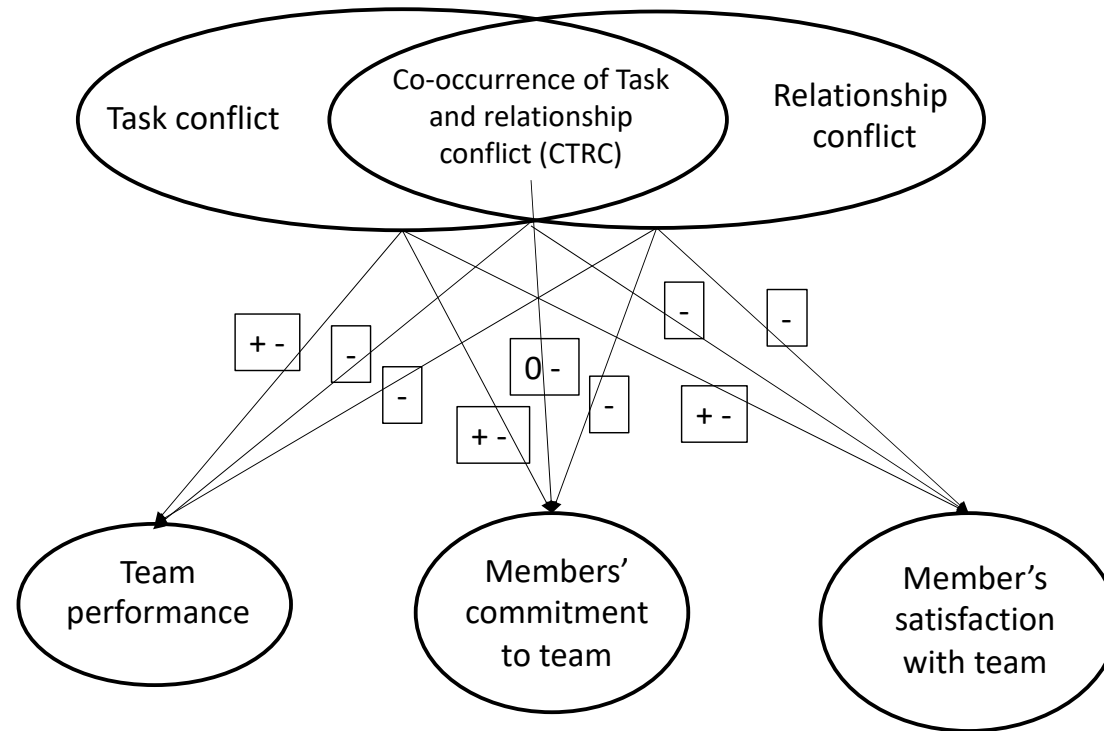 Task conflict
Co-occurrence of Task
and relationship
conflict (CTRC)
Relationship
conflict
+ -
-
-
+ -
0 -
-
-
+ -
-
Team
performance
Members’
commitment
to team
Member’s
satisfaction
with team